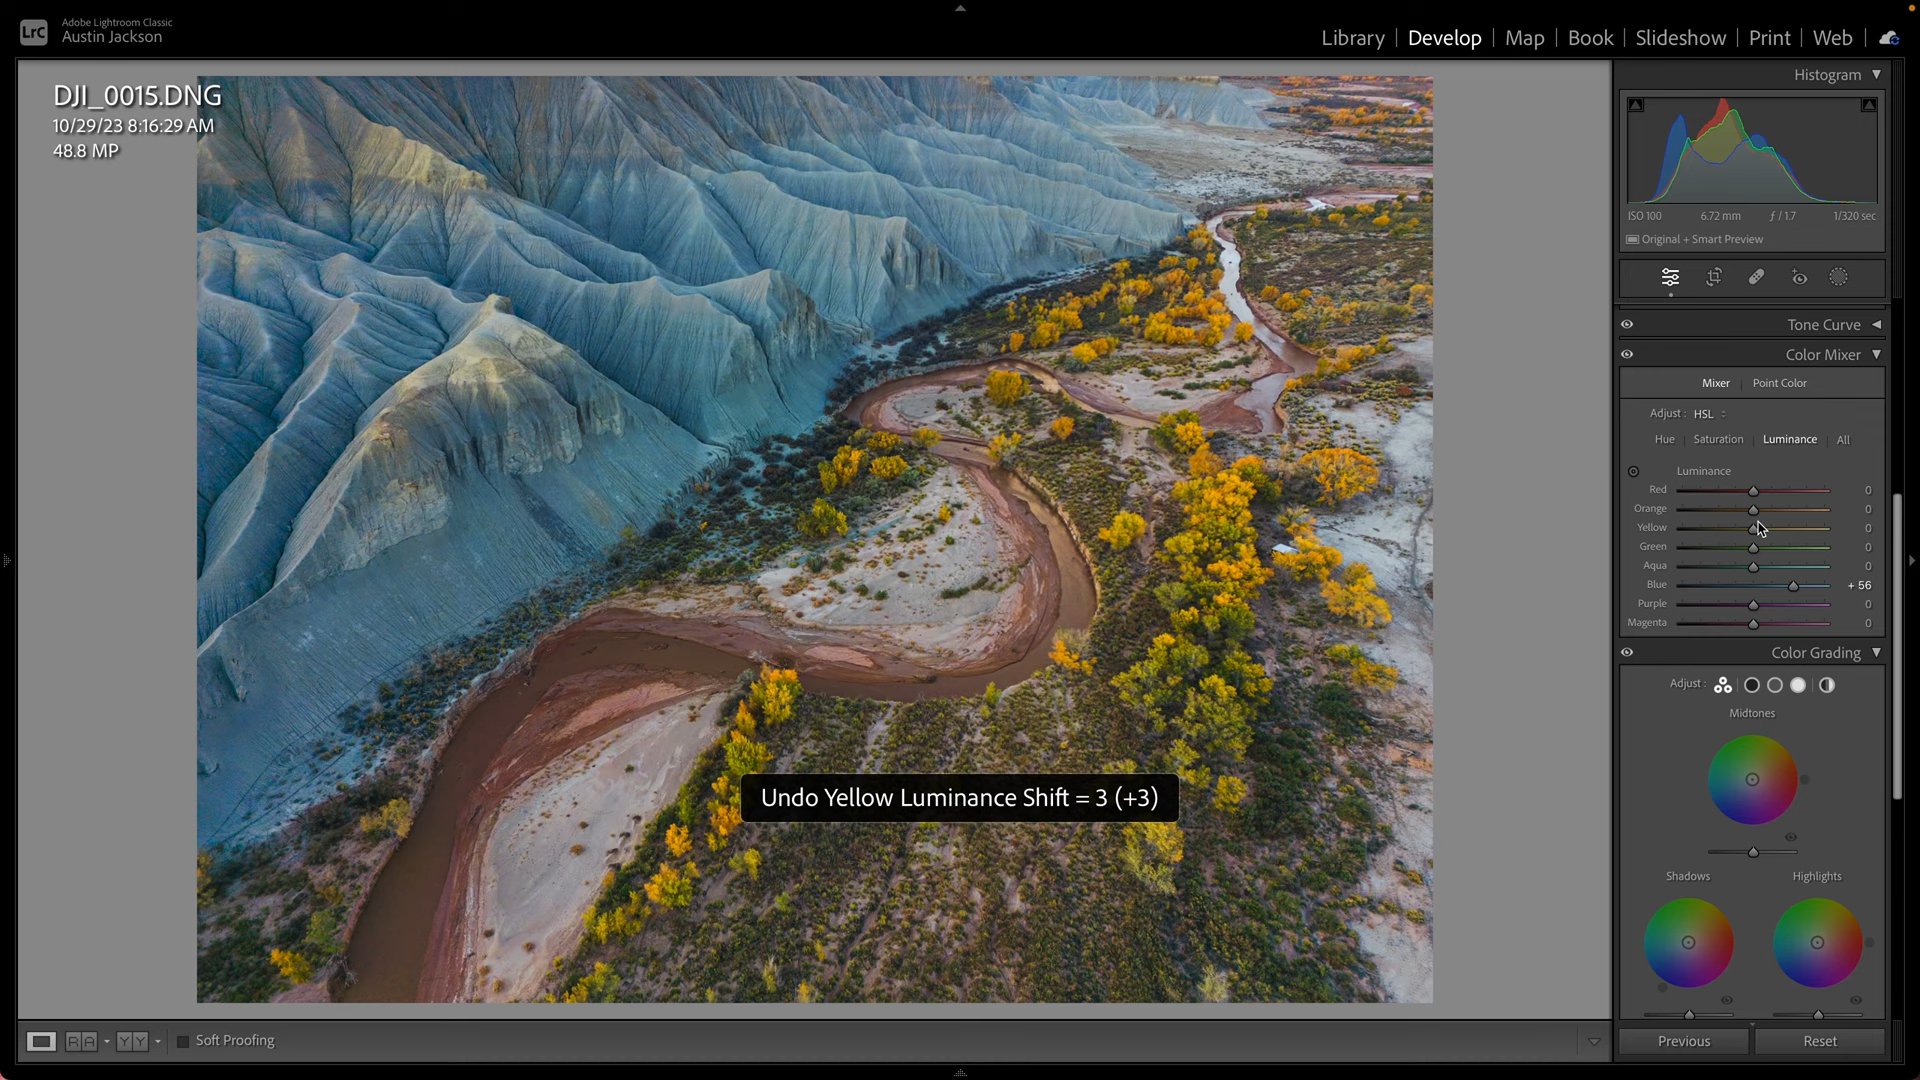 LrC
Adobe Lightroom Classic
Austin Jackson
Library
Develop
Map
Book
Slideshow
Print
Web
DJI_0015.DNG
10/29/23 8:16:29 AM
48.8 MP
Histogram
ISO 100 6.72 mm ƒ / 1.7 1/320 sec
Original + Smart Preview
Tone Curve
Color Mixer
Mixer Point Color
Adjust : HSL
Hue Saturation Luminance All
Luminance
Red 0
Orange 0
Yellow 0
Green 0
Aqua 0
Blue + 56
Purple 0
Magenta 0
Color Grading
Adjust :
Midtones
Shadows Highlights
Undo Yellow Luminance Shift = 3 (+3)
R A
Y Y
Soft Proofing
Previous
Reset